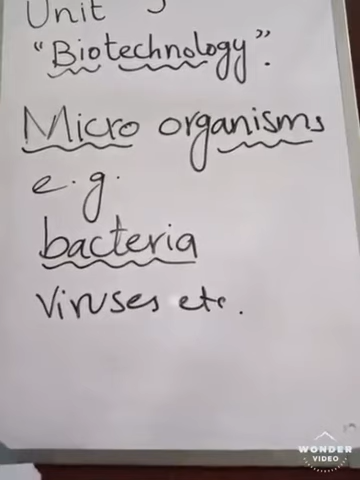 Unit
"Biotechnology".
Micro organisms
e.g.
bacteria
viruses etc.
WONDER
VIDEO